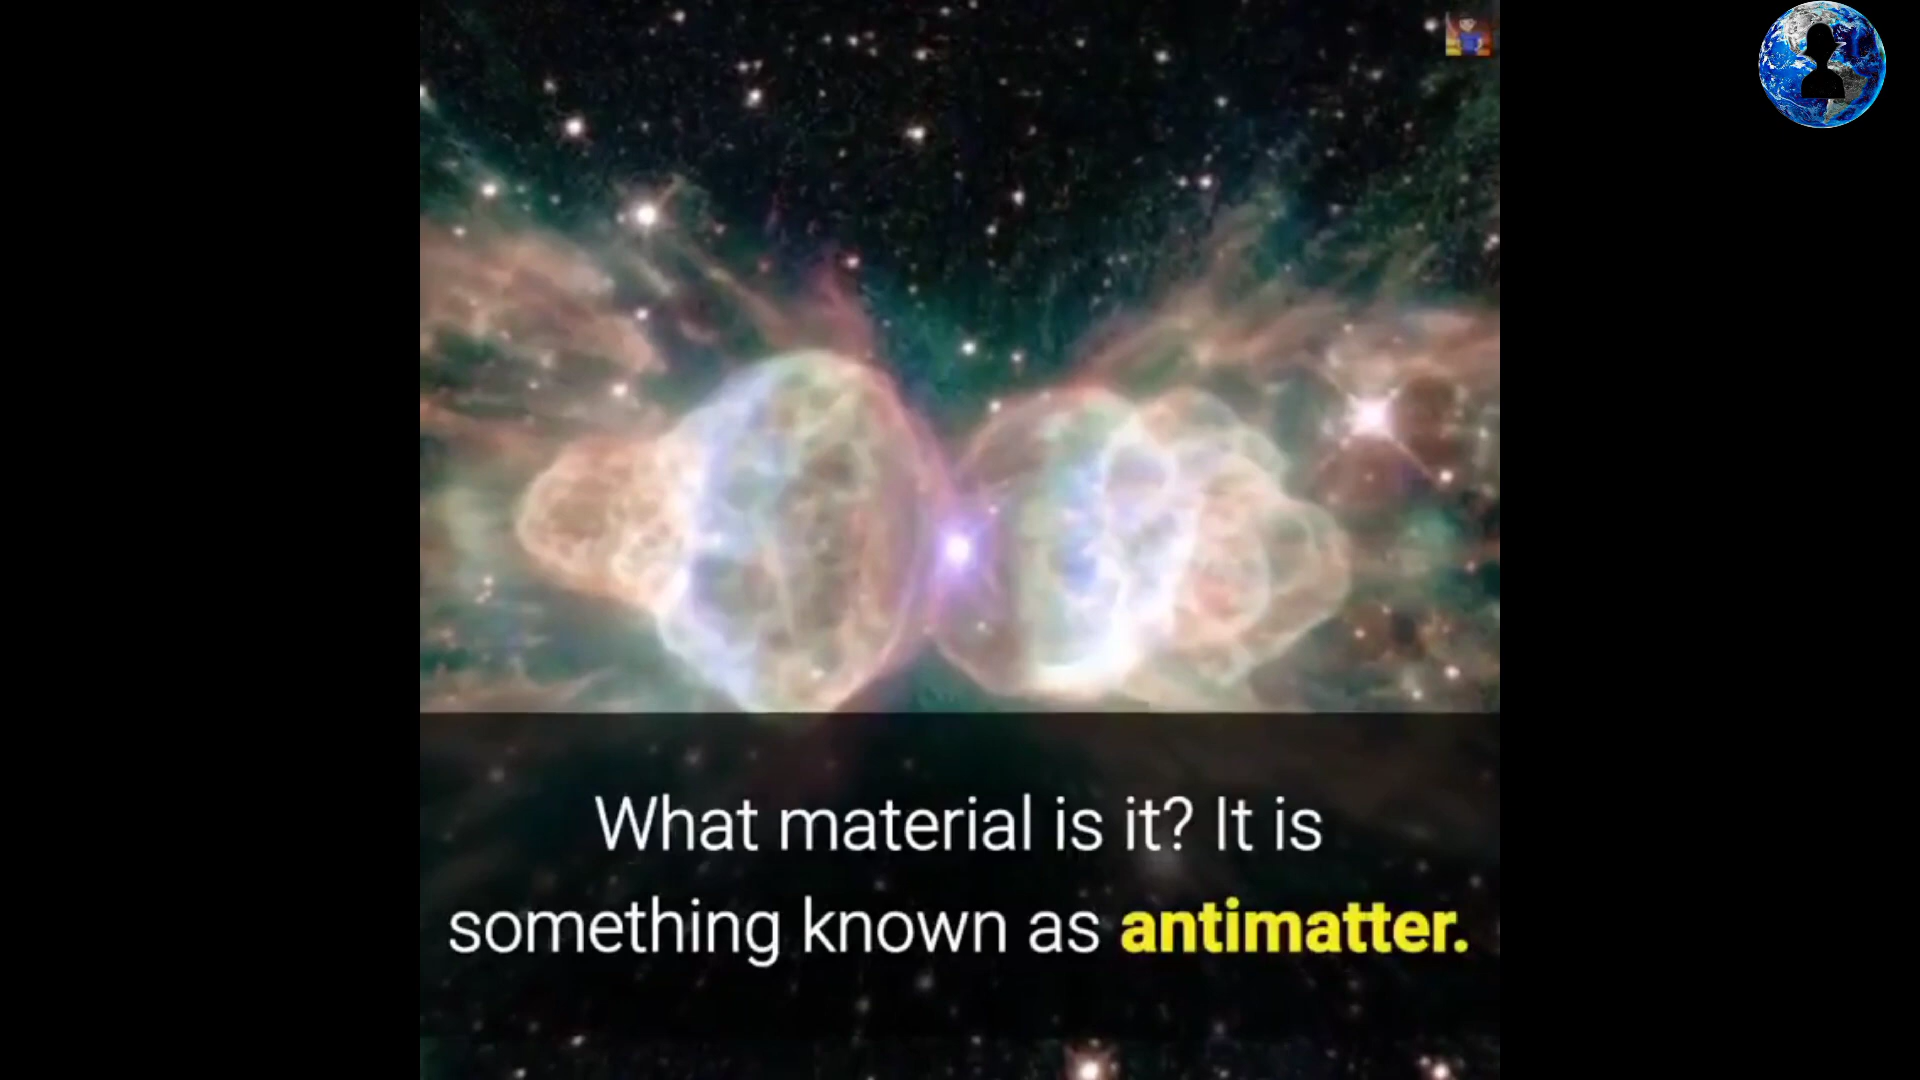 What material is it? It is
something known as antimatter.